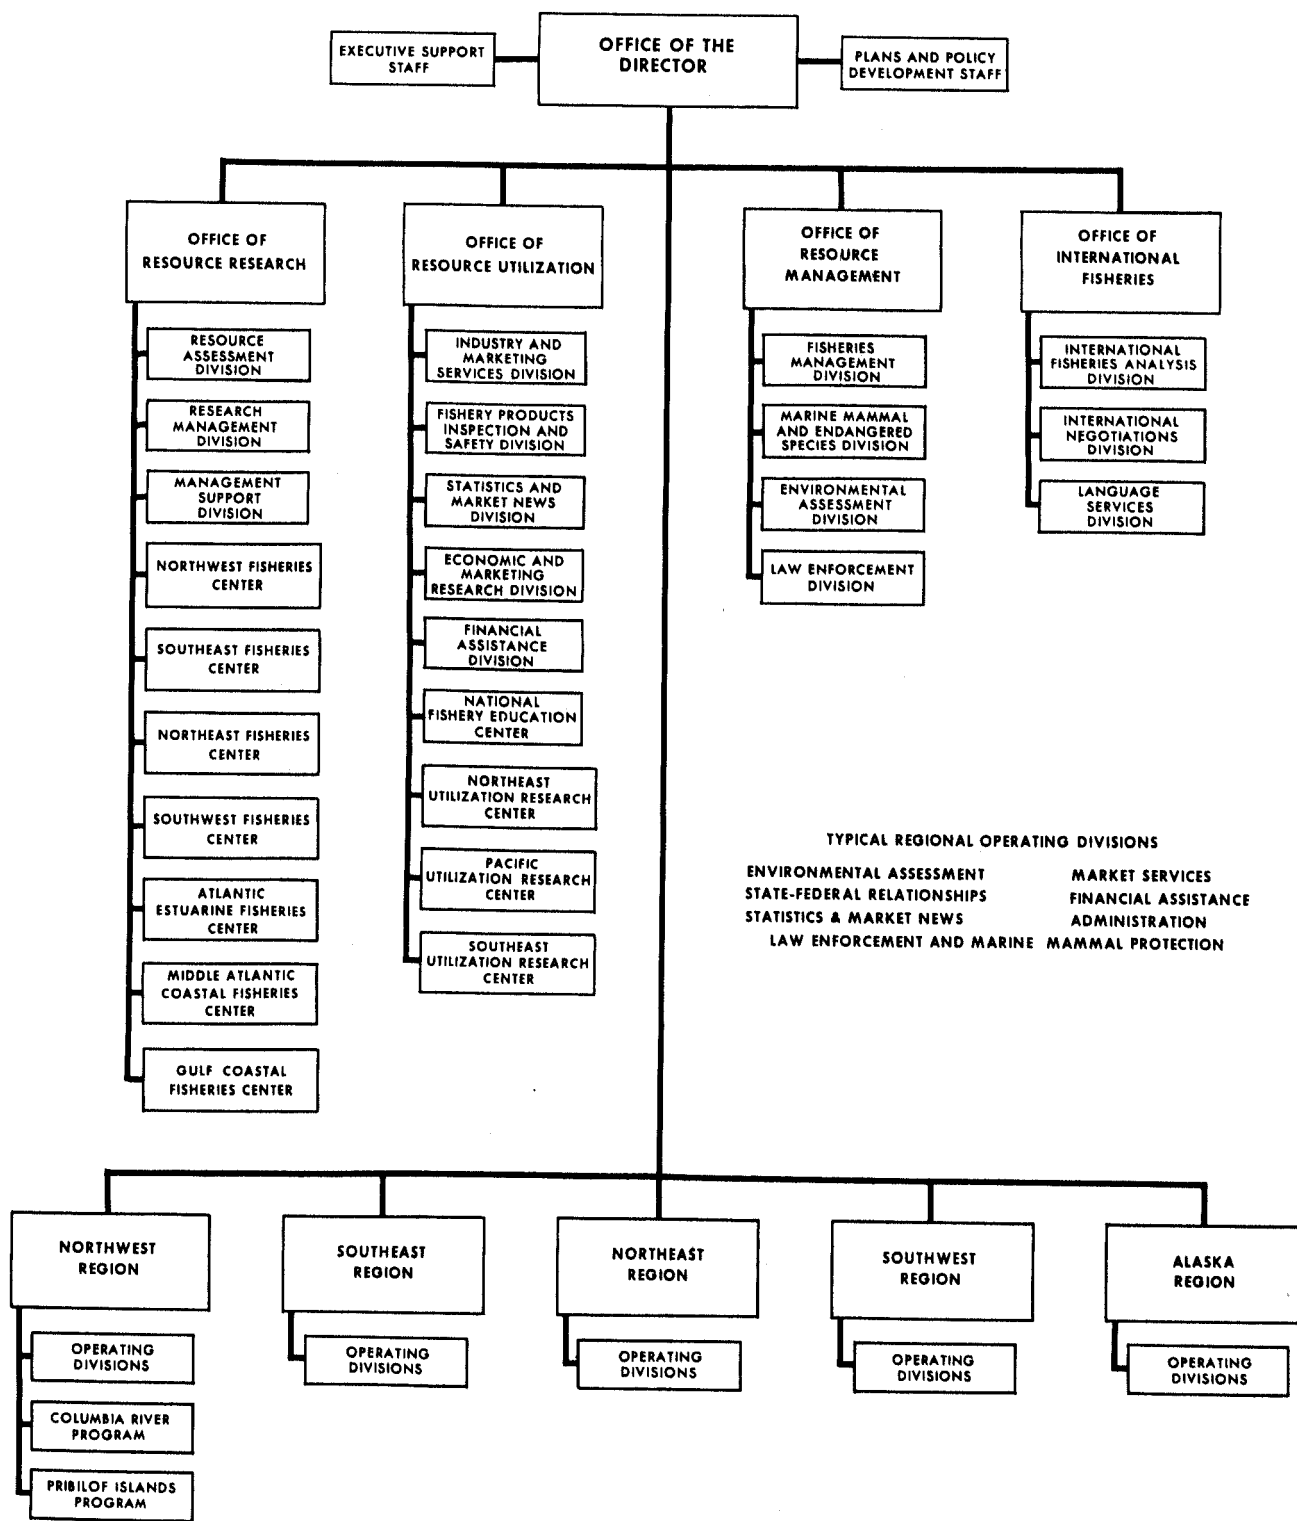 EXECUTIVE SUPPORT
STAFF
OFFICE OF THE
DIRECTOR
PLANS AND POLICY
DEVELOPMENT STAFF
OFFICE OF
RESOURCE RESEARCH
RESOURCE
ASSESSMENT
DIVISION
RESEARCH
MANAGEMENT
DIVISION
MANAGEMENT
SUPPORT
DIVISION
NORTHWEST FISHERIES
CENTER
SOUTHEAST FISHERIES
CENTER
NORTHEAST FISHERIES
CENTER
SOUTHWEST FISHERIES
CENTER
ATLANTIC
ESTUARINE FISHERIES
CENTER
MIDDLE ATLANTIC
COASTAL FISHERIES
CENTER
GULF COASTAL
FISHERIES CENTER
OFFICE OF
RESOURCE UTILIZATION
INDUSTRY AND
MARKETING
SERVICES DIVISION
FISHERY PRODUCTS
INSPECTION AND
SAFETY DIVISION
STATISTICS AND
MARKET NEWS
DIVISION
ECONOMIC AND
MARKETING
RESEARCH DIVISION
FINANCIAL
ASSISTANCE
DIVISION
NATIONAL
FISHERY EDUCATION
CENTER
NORTHEAST
UTILIZATION RESEARCH
CENTER
PACIFIC
UTILIZATION RESEARCH
CENTER
SOUTHEAST
UTILIZATION RESEARCH
CENTER
OFFICE OF
RESOURCE
MANAGEMENT
FISHERIES
MANAGEMENT
DIVISION
MARINE MAMMAL
AND ENDANGERED
SPECIES DIVISION
ENVIRONMENTAL
ASSESSMENT
DIVISION
LAW ENFORCEMENT
DIVISION
OFFICE OF
INTERNATIONAL
FISHERIES
INTERNATIONAL
FISHERIES ANALYSIS
DIVISION
INTERNATIONAL
NEGOTIATIONS
DIVISION
LANGUAGE
SERVICES
DIVISION
TYPICAL REGIONAL OPERATING DIVISIONS
ENVIRONMENTAL ASSESSMENT MARKET SERVICES
STATE-FEDERAL RELATIONSHIPS FINANCIAL ASSISTANCE
STATISTICS & MARKET NEWS ADMINISTRATION
LAW ENFORCEMENT AND MARINE MAMMAL PROTECTION
NORTHWEST
REGION
OPERATING
DIVISIONS
COLUMBIA RIVER
PROGRAM
PRIBILOF ISLANDS
PROGRAM
SOUTHEAST
REGION
OPERATING
DIVISIONS
NORTHEAST
REGION
OPERATING
DIVISIONS
SOUTHWEST
REGION
OPERATING
DIVISIONS
ALASKA
REGION
OPERATING
DIVISIONS